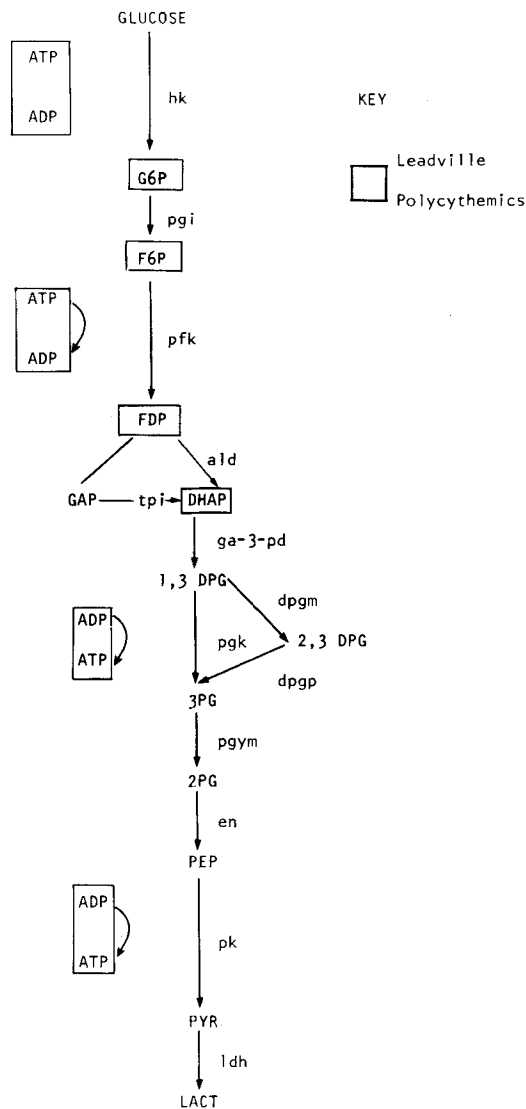 GLUCOSE
ATP
ADP
hk
KEY
Leadville
Polycythemics
G6P
pgi
F6P
ATP
ADP
pfk
FDP
ald
GAP
tpi
DHAP
ga-3-pd
1,3 DPG
dpgm
ADP
ATP
pgk
2,3 DPG
dpgp
3PG
pgym
2PG
en
PEP
ADP
ATP
pk
PYR
ldh
LACT